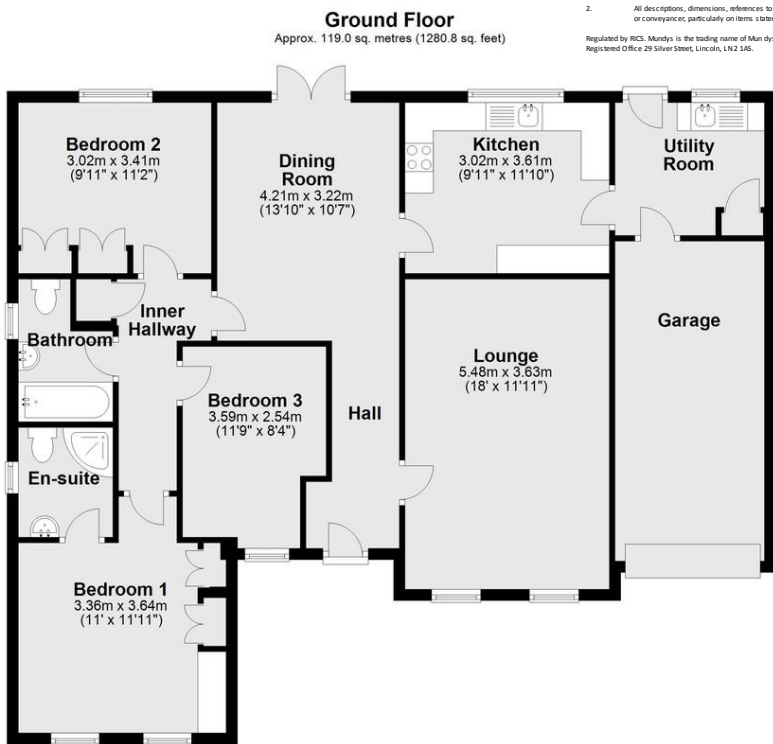 Ground Floor
Approx. 119.0 sq. metres (1280.8 sq. feet)
2. All descriptions, dimensions, references to
or conveyancer, particularly on items state
Regulated by RICS. Mundys is the trading name of Mundys
Registered Office 29 Silver Street, Lincoln, LN2 1AS.
Bedroom 2
3.02m x 3.41m
(9'11" x 11'2")
Dining
Room
4.21m x 3.22m
(13'10" x 10'7")
Kitchen
3.02m x 3.61m
(9'11" x 11'10")
Utility
Room
Inner
Hallway
Bathroom
Garage
Lounge
5.48m x 3.63m
(18' x 11'11")
Bedroom 3
3.59m x 2.54m
(11'9" x 8'4")
Hall
En-suite
Bedroom 1
3.36m x 3.64m
(11' x 11'11")